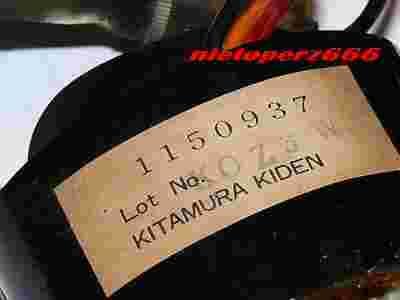 nietoperz666
1150937
Lot No.
KITAMURA KIDEN